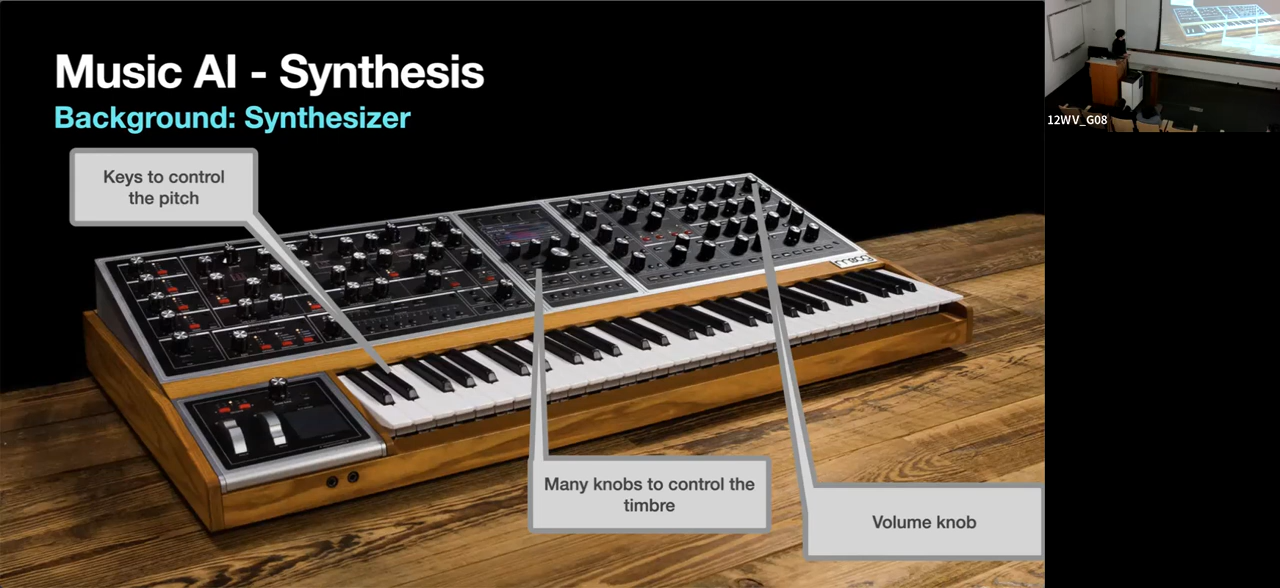 Music AI - Synthesis
Background: Synthesizer
Keys to control
the pitch
moog
Many knobs to control the
timbre
Volume knob
12WV_G08